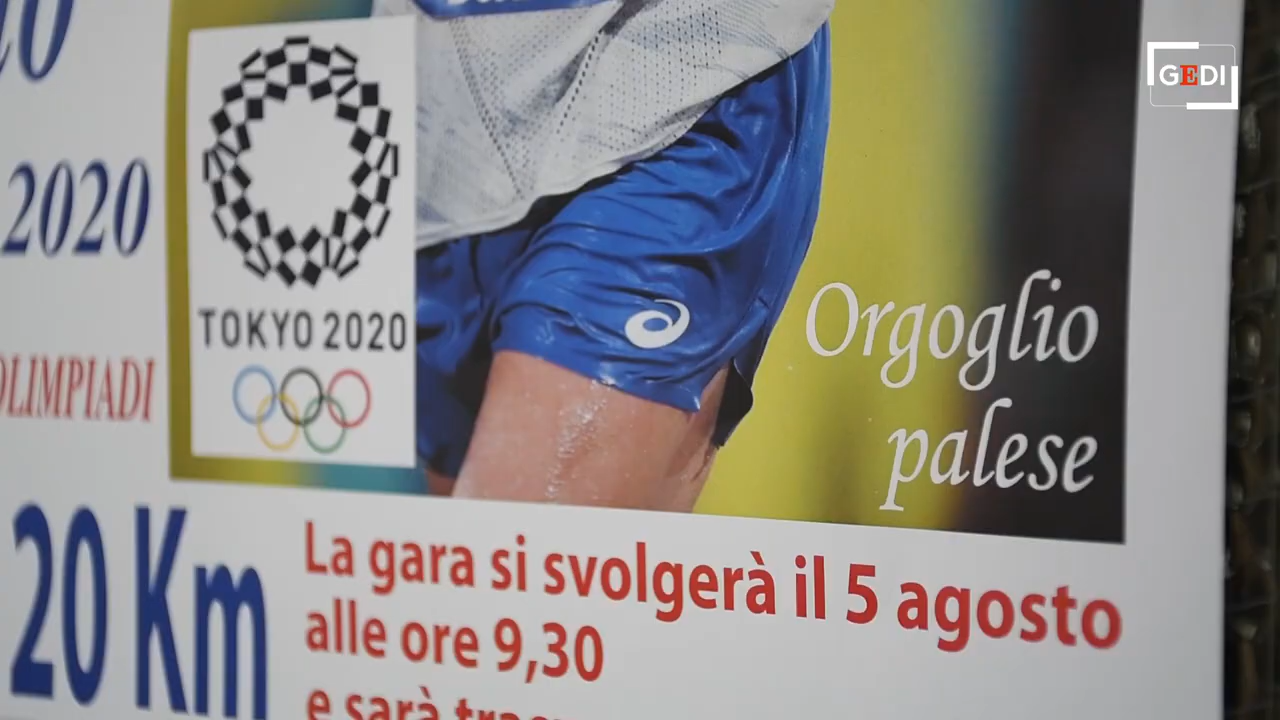 GEDI
2020
TOKYO 2020
OLIMPIADI
Orgoglio
palese
20 Km
La gara si svolgerà il 5 agosto
alle ore 9,30
e sarà